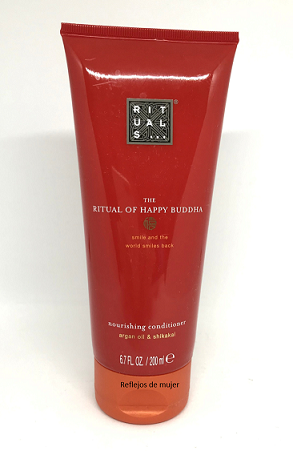 RIT
UAL
S...
®
THE
RITUAL OF HAPPY BUDDHA
smile and the
world smiles back
nourishing conditioner
argan oil & shikakai
6.7 FL. OZ. / 200 ml ℮
Reflejos de mujer